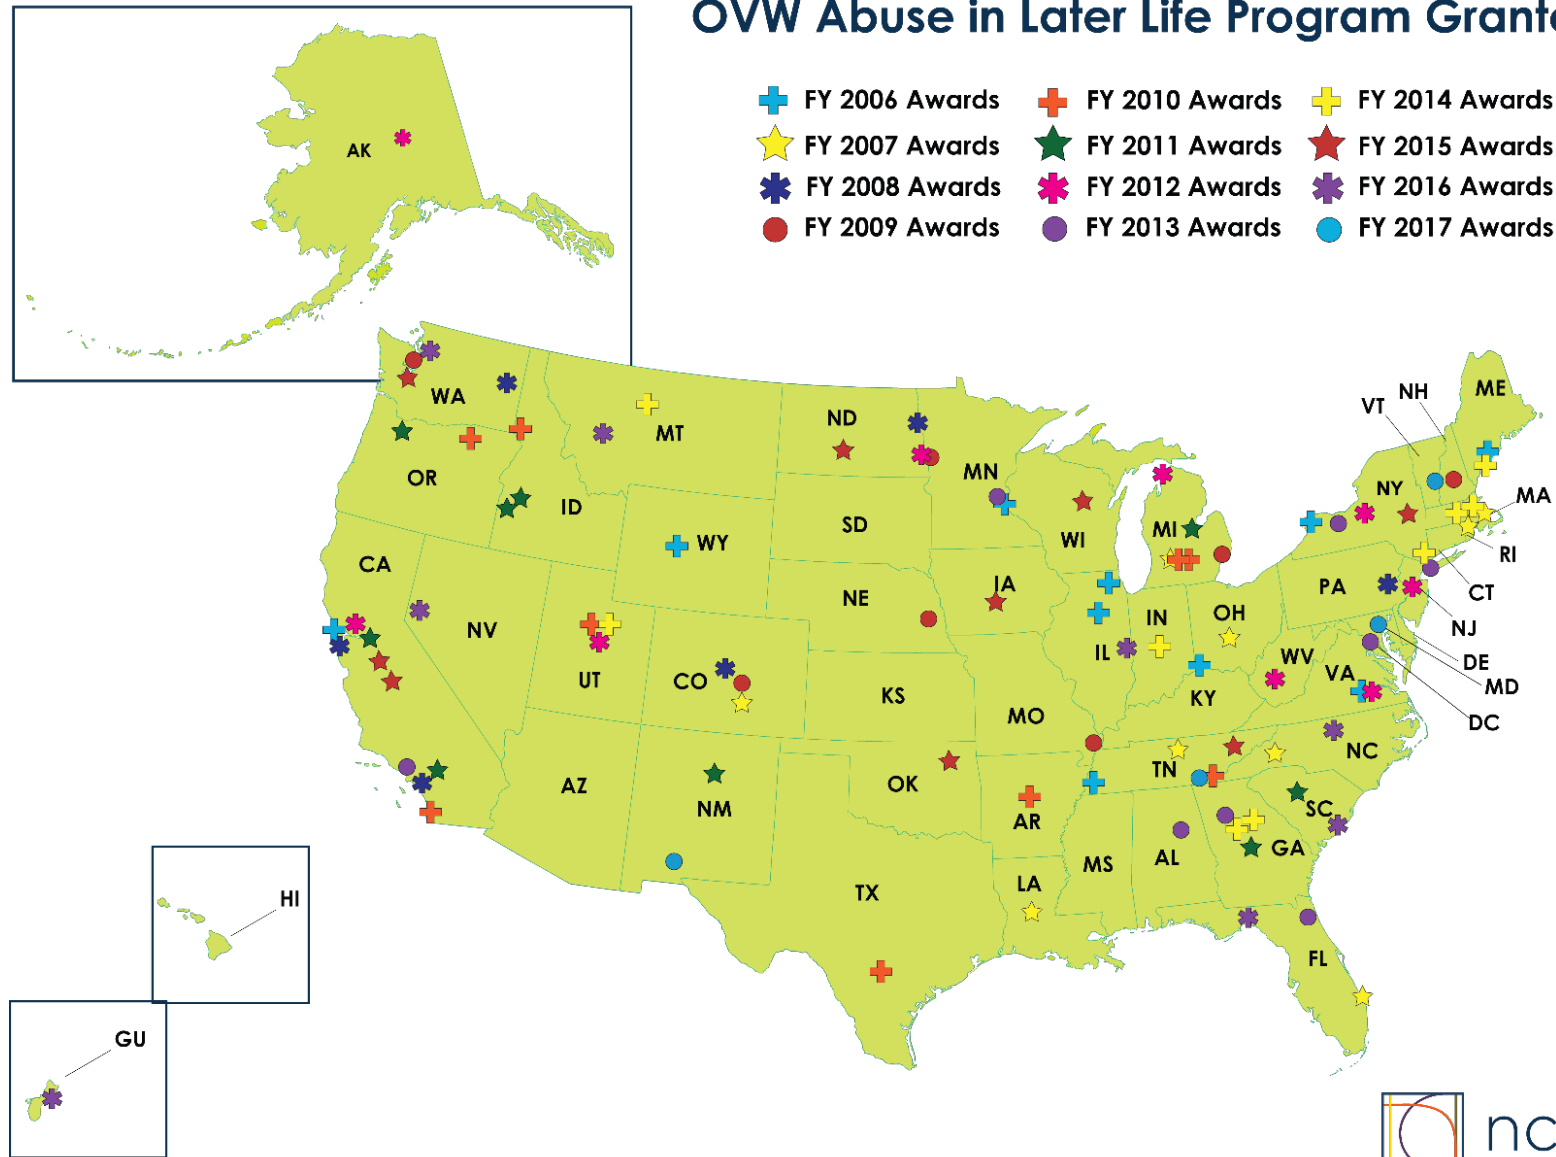 OVW Abuse in Later Life Program
FY 2006 Awards
FY 2010 Awards
FY 2014 Awards
FY 2007 Awards
FY 2011 Awards
FY 2015 Awards
FY 2008 Awards
FY 2012 Awards
FY 2016 Awards
FY 2009 Awards
FY 2013 Awards
FY 2017 Awards
AK
WA
MT
ND
MN
VT
NH
ME
OR
ID
WY
SD
WI
MI
NY
MA
RI
CT
NJ
DE
MD
DC
CA
NV
UT
CO
NE
IA
IL
IN
OH
PA
WV
VA
KY
KS
MO
TN
NC
SC
AZ
NM
OK
AR
MS
AL
GA
LA
TX
FL
HI
GU
nc